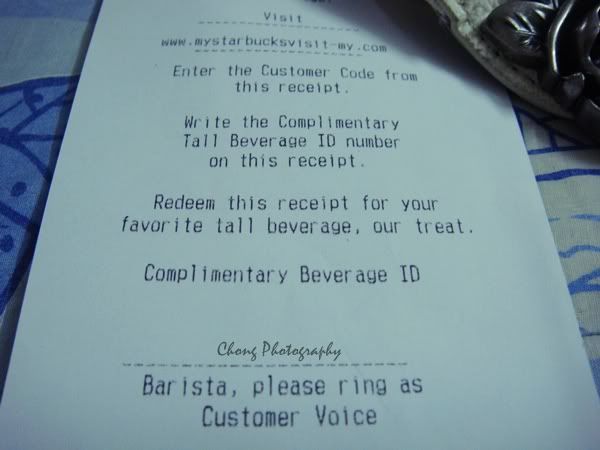 Visit
www.mystarbucksvisit-my.com
Enter the Customer Code from
this receipt.
Write the Complimentary
Tall Beverage ID number
on this receipt.
Redeem this receipt for your
favorite tall beverage, our treat.
Complimentary Beverage ID
Chong Photography
Barista, please ring as
Customer Voice